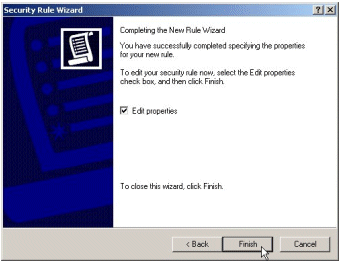 Security Rule Wizard
Completing the New Rule Wizard
You have successfully completed specifying the properties
for your new rule.
To edit your security rule now, select the Edit properties
check box, and then click Finish.
Edit properties
To close this wizard, click Finish.
< Back
Finish
Cancel